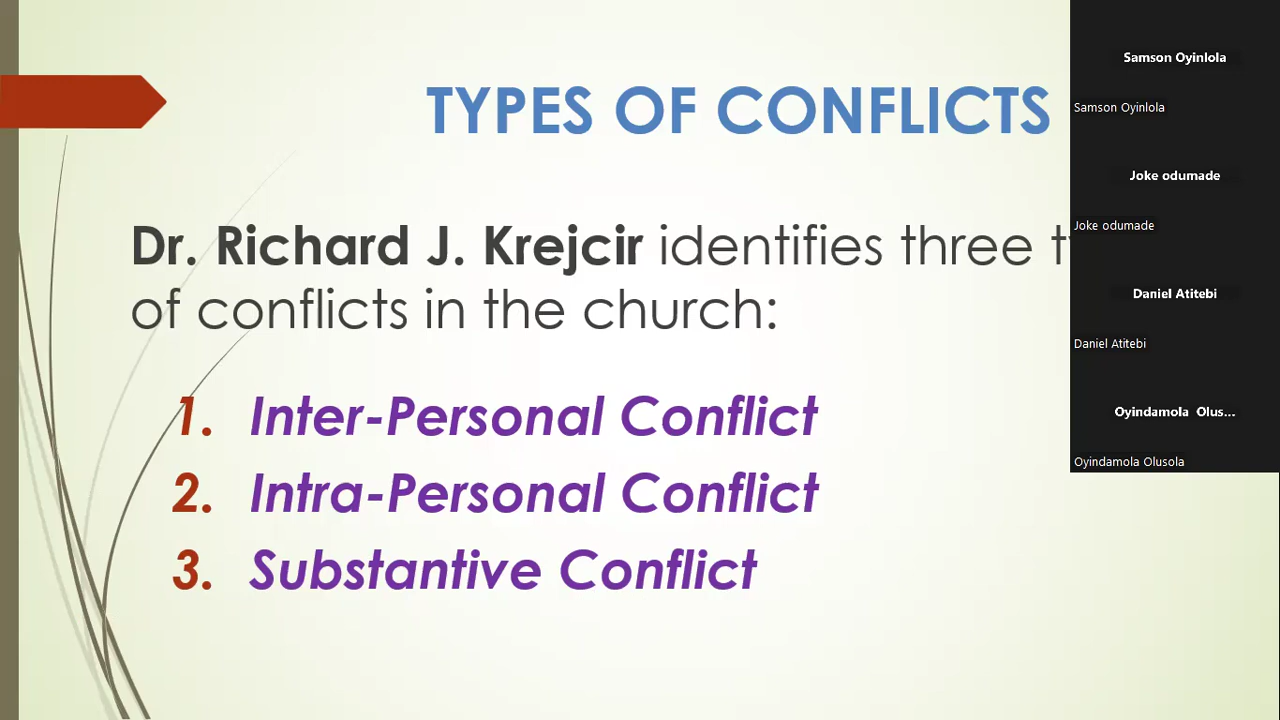 TYPES OF CONFLICTS
Dr. Richard J. Krejcir identifies three
of conflicts in the church:
1. Inter-Personal Conflict
2. Intra-Personal Conflict
3. Substantive Conflict
Samson Oyinlola
Samson Oyinlola
Joke odumade
Joke odumade
Daniel Atitebi
Daniel Atitebi
Oyindamola Olus...
Oyindamola Olusola